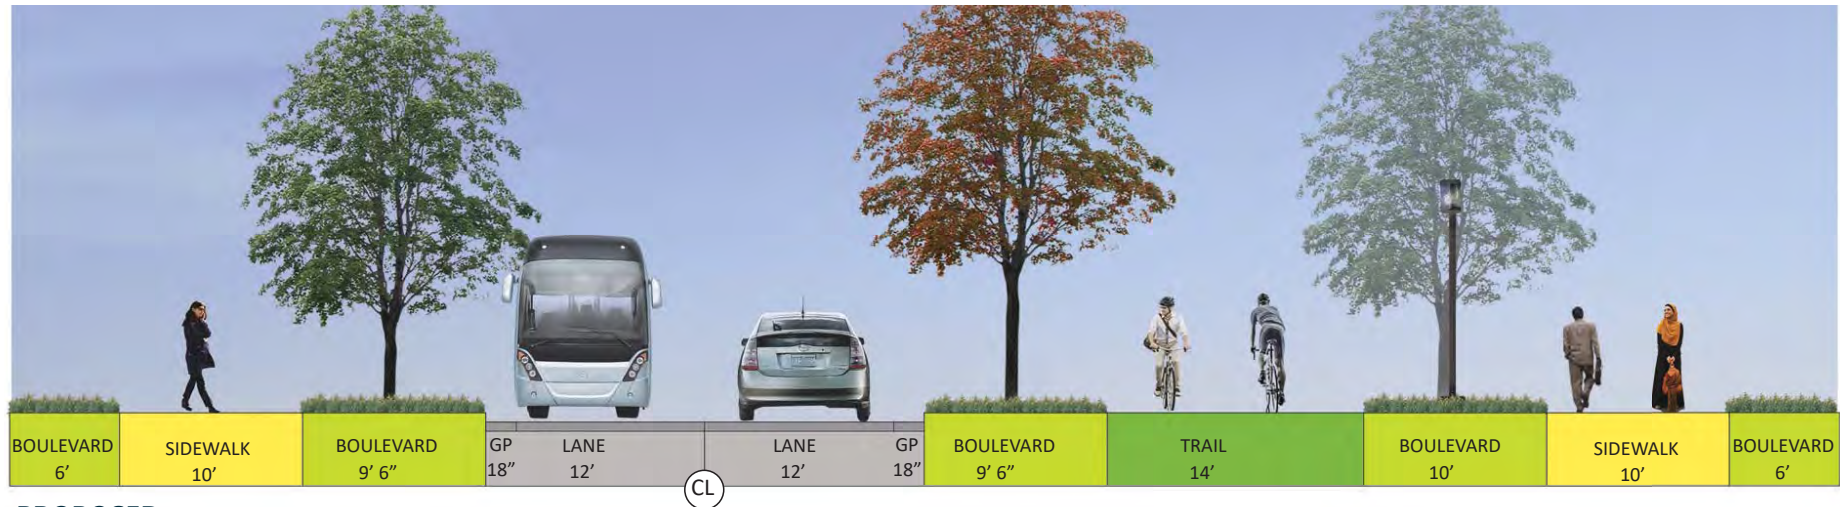 BOULEVARD
6’
SIDEWALK
10’
BOULEVARD
9’ 6”
GP
18”
LANE
12’
CL
LANE
12’
GP
18”
BOULEVARD
9’ 6”
TRAIL
14’
BOULEVARD
10’
SIDEWALK
10’
BOULEVARD
6’